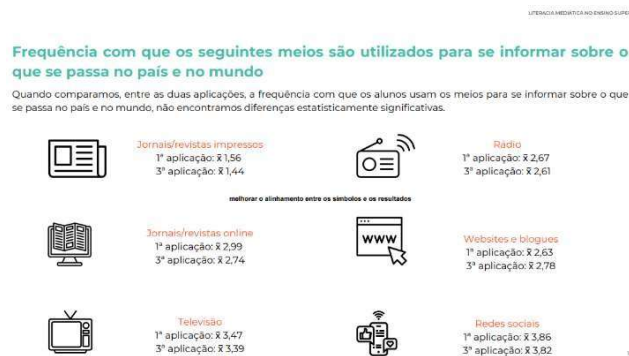 LITERACIA MEDIÁTICA NO ENSINO SUPE
Frequência com que os seguintes meios são utilizados para se informar sobre o
que se passa no país e no mundo
Quando comparamos, entre as duas aplicações, a frequência com que os alunos usam os meios para se informar sobre o que
se passa no país e no mundo, não encontramos diferenças estatisticamente significativas.
Jornais/revistas impressos
1ª aplicação: x̄ 1,56
3ª aplicação: x̄ 1,44
Rádio
1ª aplicação: x̄ 2,67
3ª aplicação: x̄ 2,61
melhorar o alinhamento entre os símbolos e os resultados
Jornais/revistas online
1ª aplicação: x̄ 2,99
3ª aplicação: x̄ 2,74
WWW
Websites e blogues
1ª aplicação: x̄ 2,63
3ª aplicação: x̄ 2,78
Televisão
1ª aplicação: x̄ 3,47
3ª aplicação: x̄ 3,39
Redes sociais
1ª aplicação: x̄ 3,86
3ª aplicação: x̄ 3,82